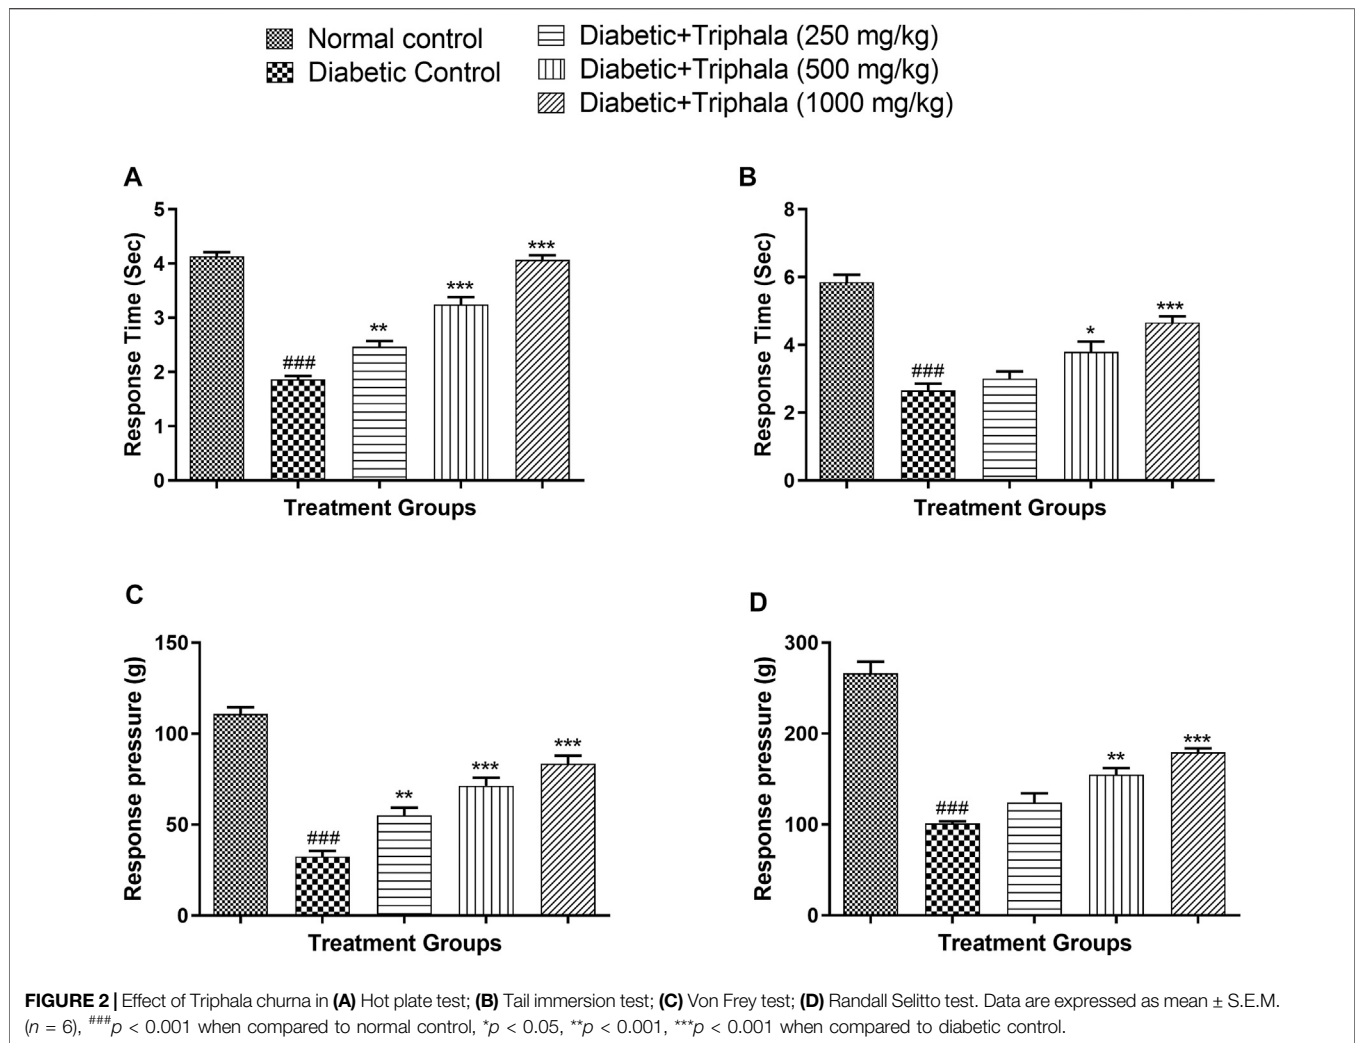 Normal control
Diabetic Control
Diabetic+Triphala (250 mg/kg)
Diabetic+Triphala (500 mg/kg)
Diabetic+Triphala (1000 mg/kg)
A
Response Time (Sec)
5
4
3
2
1
0
###
**
***
***
Treatment Groups
B
Response Time (Sec)
8
6
4
2
0
###
*
***
Treatment Groups
C
Response pressure (g)
150
100
50
0
###
**
***
***
Treatment Groups
D
Response pressure (g)
300
200
100
0
###
**
***
Treatment Groups
FIGURE 2 | Effect of Triphala churna in (A) Hot plate test; (B) Tail immersion test; (C) Von Frey test; (D) Randall Selitto test. Data are expressed as mean ± S.E.M.
(n = 6), ###p < 0.001 when compared to normal control, *p < 0.05, **p < 0.001, ***p < 0.001 when compared to diabetic control.